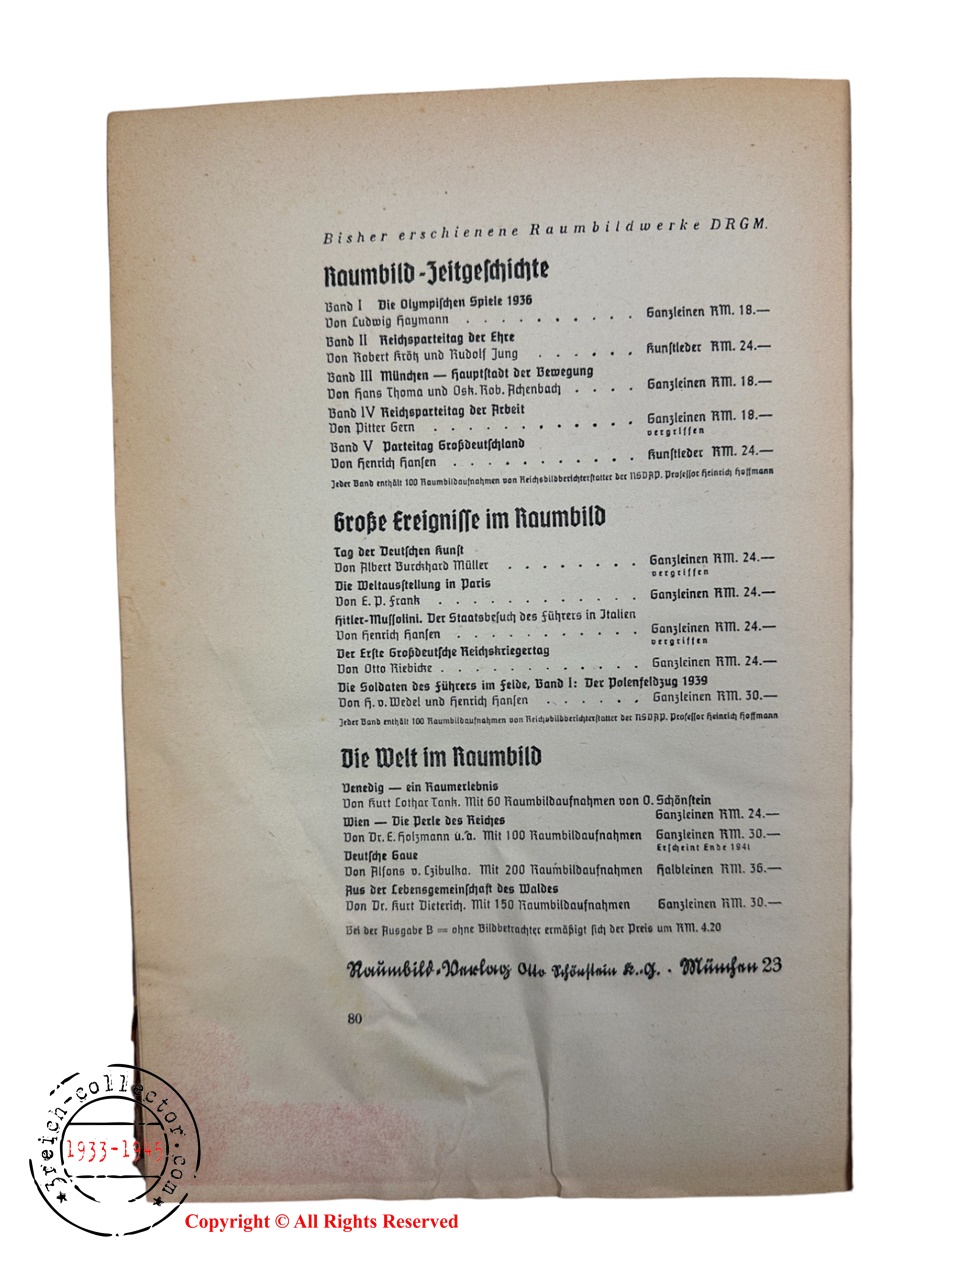 Bisher erschienene Raumbildwerke DRGM.
Raumbild-Zeitgeschichte
Band I Die Olympischen Spiele 1936
Von Ludwig Haymann . . . . . . . . . . Ganzleinen RM. 18.—
Band II Reichsparteitag der Ehre
Von Robert Krötz und Rudolf Jung . . . . . . Kunstleder RM. 24.—
Band III München — Hauptstadt der Bewegung
Von Hans Thoma und Osk. Rob. Achenbach . . . . Ganzleinen RM. 18.—
Band IV Reichsparteitag der Arbeit
Von Pitter Gern . . . . . . . . . . . . Ganzleinen RM. 18.—
vergriffen
Band V Parteitag Großdeutschland
Von Henrich Hansen . . . . . . . . . . . Kunstleder RM. 24.—
Jeder Band enthält 100 Raumbildaufnahmen von Reichsbildberichterstatter der NSDAP. Professor Heinrich Hoffmann
Große Ereignisse im Raumbild
Tag der Deutschen Kunst
Von Albert Burckhard Müller . . . . . . . . Ganzleinen RM. 24.—
vergriffen
Die Weltausstellung in Paris
Von E. P. Frank . . . . . . . . . . . . Ganzleinen RM. 24.—
Hitler-Mussolini. Der Staatsbesuch des Führers in Italien
Von Henrich Hansen . . . . . . . . . . . Ganzleinen RM. 24.—
vergriffen
Der Erste Großdeutsche Reichskriegertag
Von Otto Riebicke . . . . . . . . . . . . Ganzleinen RM. 24.—
Die Soldaten des Führers im Felde, Band I: Der Polenfeldzug 1939
Von H. v. Wedel und Henrich Hansen . . . . . . Ganzleinen RM. 30.—
Jeder Band enthält 100 Raumbildaufnahmen von Reichsbildberichterstatter der NSDAP. Professor Heinrich Hoffmann
Die Welt im Raumbild
Venedig — ein Raumerlebnis
Von Kurt Lothar Tank. Mit 60 Raumbildaufnahmen von O. Schönstein
Ganzleinen RM. 24.—
Wien — Die Perle des Reiches
Von Dr. E. Holzmann u. a. Mit 100 Raumbildaufnahmen Ganzleinen RM. 30.—
Erscheint Ende 1941
Deutsche Gaue
Von Alfons v. Czibulka. Mit 200 Raumbildaufnahmen Halbleinen RM. 36.—
Aus der Lebensgemeinschaft des Waldes
Von Dr. Kurt Dieterich. Mit 150 Raumbildaufnahmen Ganzleinen RM. 30.—
Bei der Ausgabe B = ohne Bildbetrachter ermäßigt sich der Preis um RM. 4.20
Raumbild-Verlag Otto Schönstein K.-G. . München 23
80
3reich-collector.com
1933-1945
Copyright © All Rights Reserved